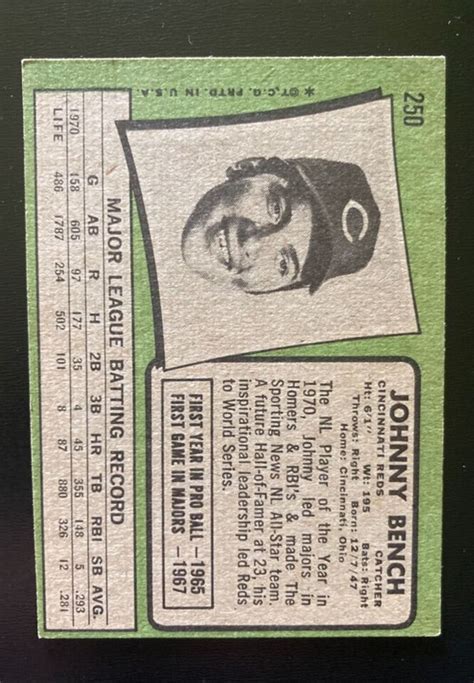 250
JOHNNY BENCH
CINCINNATI REDS CATCHER
Ht: 6'1" Wt: 195 Bats: Right
Throws: Right Born: 12/7/47
Home: Cincinnati, Ohio
The NL Player of the Year in
1970, Johnny led majors in
Homers & RBI's & made The
Sporting News NL All-Star team.
A future Hall-of-Famer at 23, his
inspirational leadership led Reds
to World Series.
FIRST YEAR IN PRO BALL — 1965
FIRST GAME IN MAJORS — 1967
C
*©T.C.G. PRTD. IN U.S.A.
MAJOR LEAGUE BATTING RECORD
G AB R H 2B 3B HR TB RBI SB AVG.
1970 158 605 97 177 35 4 45 355 148 5 .293
LIFE 486 1787 254 502 101 8 87 880 326 12 .281